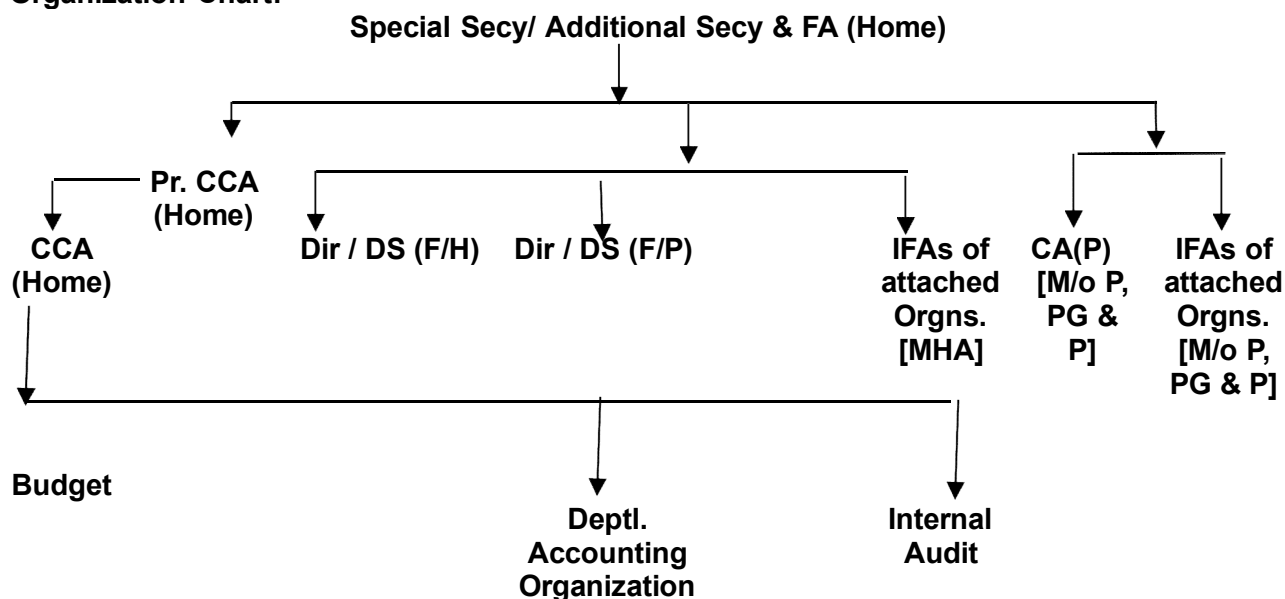 Organization Chart:
Special Secy/ Additional Secy & FA (Home)
Pr. CCA
(Home)
CCA
(Home)
Dir / DS (F/H)
Dir / DS (F/P)
IFAs of
attached
Orgns.
[MHA]
CA(P)
[M/o P,
PG &
P]
IFAs of
attached
Orgns.
[M/o P,
PG & P]
Budget
Deptl.
Accounting
Organization
Internal
Audit